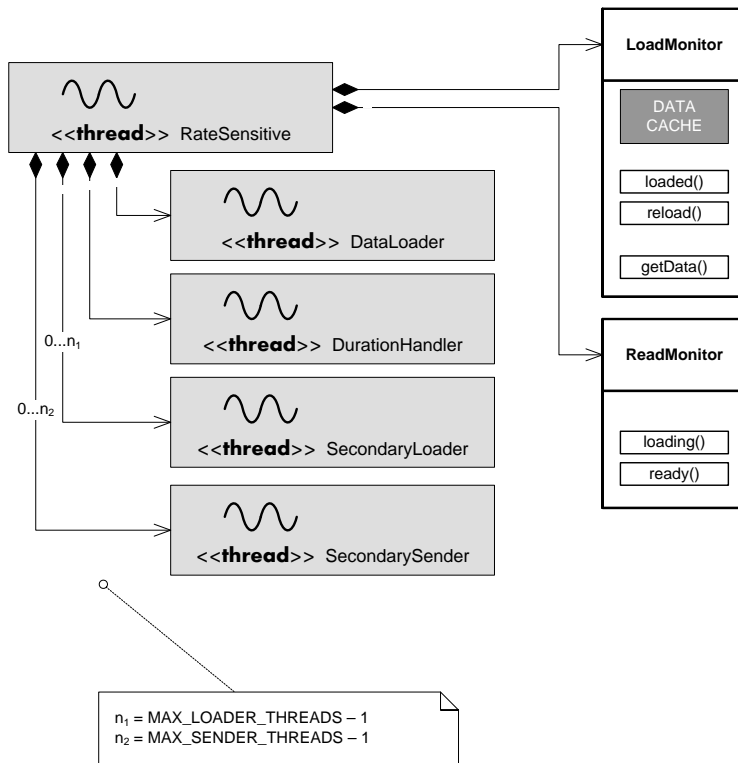 LoadMonitor
DATA
CACHE
loaded()
reload()
getData()
<<thread>> RateSensitive
<<thread>> DataLoader
<<thread>> DurationHandler
0...n₁
ReadMonitor
<<thread>> SecondaryLoader
0...n₂
loading()
ready()
<<thread>> SecondarySender
n₁ = MAX_LOADER_THREADS – 1
n₂ = MAX_SENDER_THREADS – 1